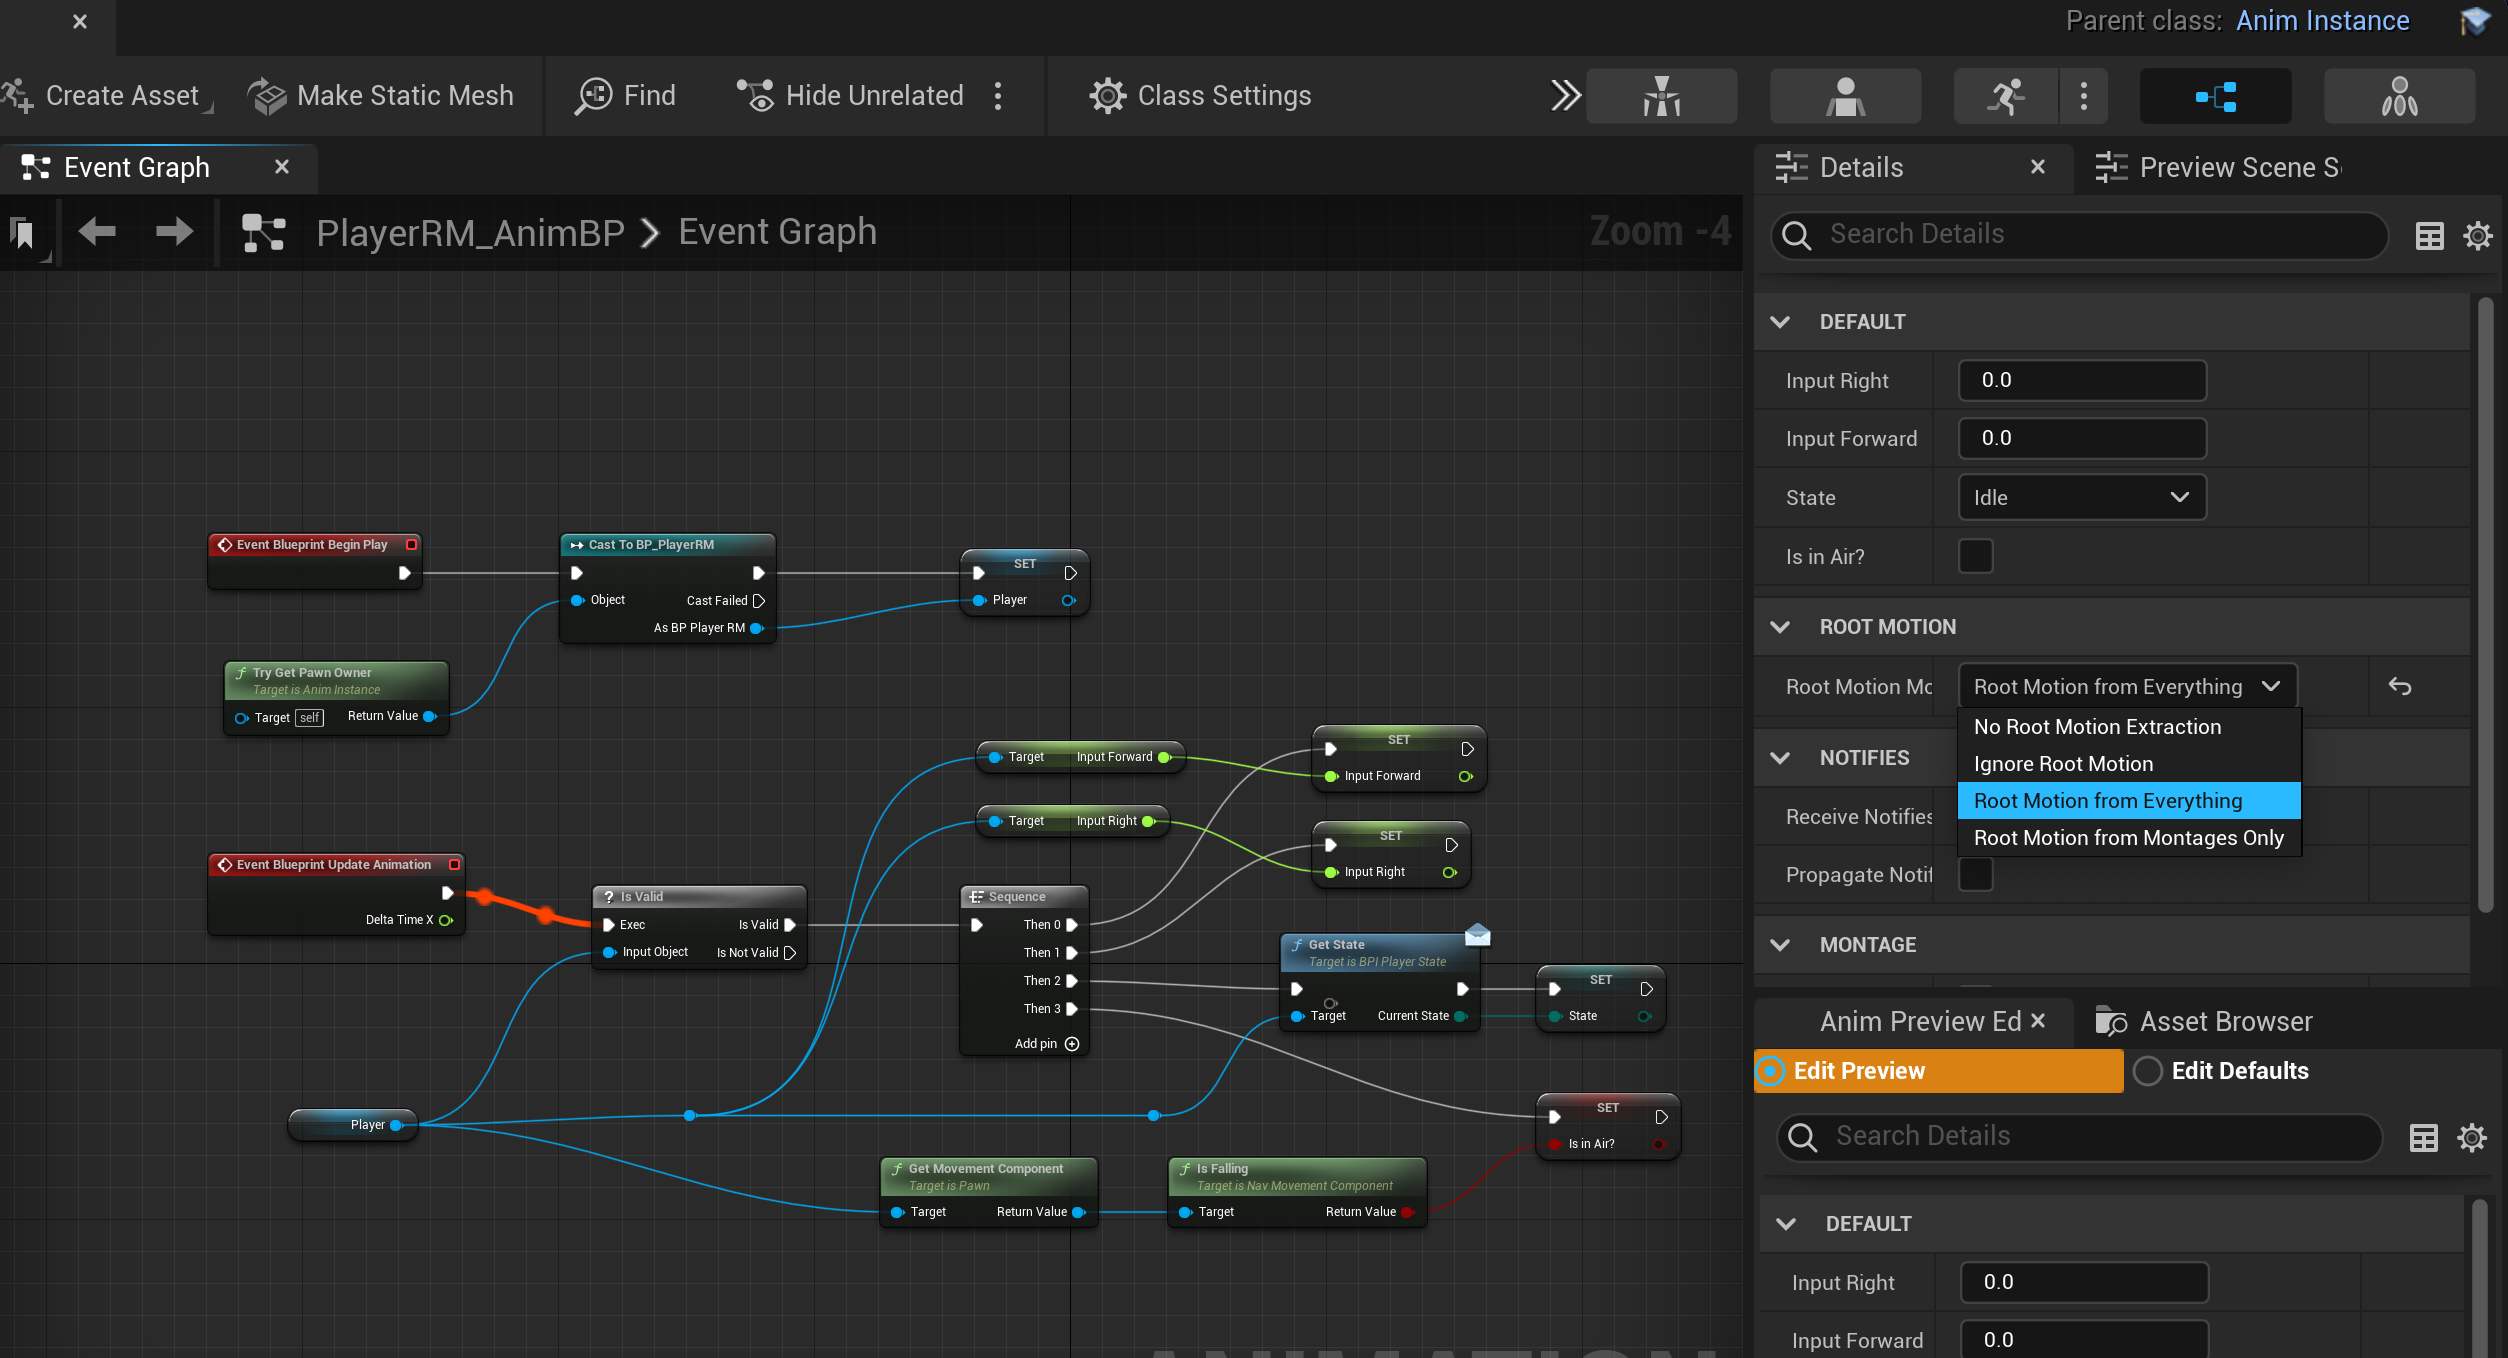 Parent class: Anim Instance
Create Asset
Make Static Mesh
Find
Hide Unrelated
Class Settings
Event Graph
Details
Preview Scene S
PlayerRM_AnimBP
Event Graph
Zoom -4
Search Details
DEFAULT
Input Right
0.0
Input Forward
0.0
State
Idle
Is in Air?
ROOT MOTION
Root Motion Mo
Root Motion from Everything
No Root Motion Extraction
Ignore Root Motion
Root Motion from Everything
Root Motion from Montages Only
NOTIFIES
Receive Notifies
Propagate Notif
MONTAGE
Event Blueprint Begin Play
Cast To BP_PlayerRM
Object
Cast Failed
As BP Player RM
SET
Player
Try Get Pawn Owner
Target is Anim Instance
Target self
Return Value
Target
Input Forward
SET
Input Forward
Target
Input Right
SET
Input Right
Event Blueprint Update Animation
Delta Time X
? Is Valid
Exec
Is Valid
Input Object
Is Not Valid
Sequence
Then 0
Then 1
Then 2
Then 3
Add pin
Get State
Target is BPI Player State
Target
Current State
SET
State
Player
SET
Is in Air?
Get Movement Component
Target is Pawn
Target
Return Value
Is Falling
Target is Nav Movement Component
Target
Return Value
ANIMATION
Anim Preview Ed
Asset Browser
Edit Preview
Edit Defaults
Search Details
DEFAULT
Input Right
0.0
Input Forward
0.0